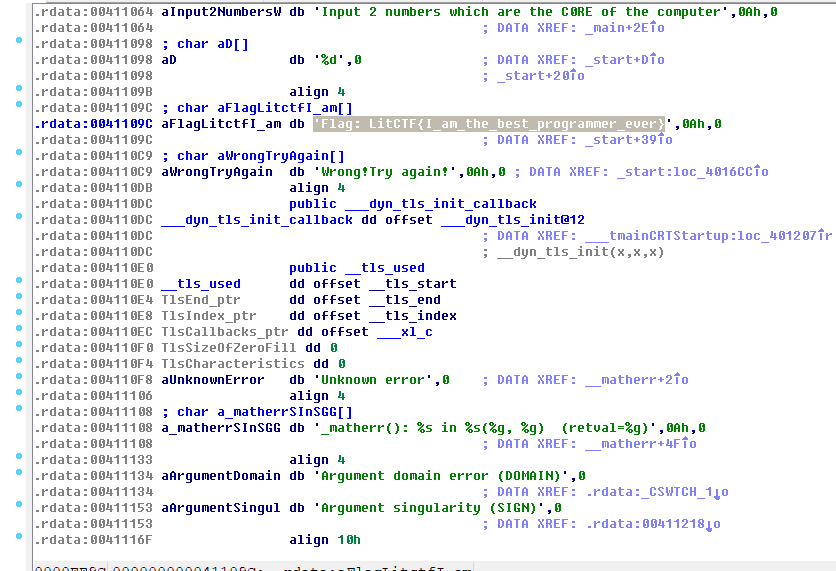 .rdata:00411064 aInput2NumbersW db 'Input 2 numbers which are the C0RE of the computer',0Ah,0
.rdata:00411064 ; DATA XREF: _main+2E↑o
.rdata:00411098 ; char aD[]
.rdata:00411098 aD db '%d',0 ; DATA XREF: _start+D↑o
.rdata:00411098 ; _start+20↑o
.rdata:0041109B align 4
.rdata:0041109C ; char aFlagLitctfI_am[]
.rdata:0041109C aFlagLitctfI_am db 'Flag: LitCTF{I_am_the_best_programmer_ever}',0Ah,0
.rdata:0041109C ; DATA XREF: _start+39↑o
.rdata:004110C9 ; char aWrongTryAgain[]
.rdata:004110C9 aWrongTryAgain db 'Wrong!Try again!',0Ah,0 ; DATA XREF: _start:loc_4016CC↑o
.rdata:004110DB align 4
.rdata:004110DC public ___dyn_tls_init_callback
.rdata:004110DC ___dyn_tls_init_callback dd offset ___dyn_tls_init@12
.rdata:004110DC ; DATA XREF: ___tmainCRTStartup:loc_401207↑r
.rdata:004110DC ; __dyn_tls_init(x,x,x)
.rdata:004110E0 public __tls_used
.rdata:004110E0 __tls_used dd offset __tls_start
.rdata:004110E4 TlsEnd_ptr dd offset __tls_end
.rdata:004110E8 TlsIndex_ptr dd offset __tls_index
.rdata:004110EC TlsCallbacks_ptr dd offset ___xl_c
.rdata:004110F0 TlsSizeOfZeroFill dd 0
.rdata:004110F4 TlsCharacteristics dd 0
.rdata:004110F8 aUnknownError db 'Unknown error',0 ; DATA XREF: __matherr+2↑o
.rdata:00411106 align 4
.rdata:00411108 ; char a_matherrSInSGG[]
.rdata:00411108 a_matherrSInSGG db '_matherr(): %s in %s(%g, %g)  (retval=%g)',0Ah,0
.rdata:00411108 ; DATA XREF: __matherr+4F↑o
.rdata:00411133 align 4
.rdata:00411134 aArgumentDomain db 'Argument domain error (DOMAIN)',0
.rdata:00411134 ; DATA XREF: .rdata:_CSWTCH_1↓o
.rdata:00411153 aArgumentSingul db 'Argument singularity (SIGN)',0
.rdata:00411153 ; DATA XREF: .rdata:00411218↓o
.rdata:0041116F align 10h